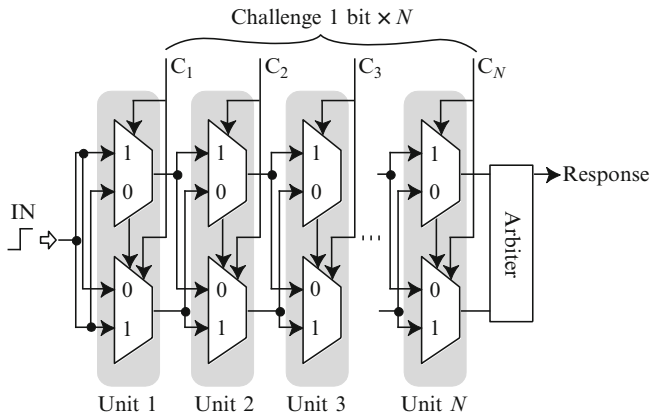 Challenge 1 bit × N
C1 C2 C3 CN
1 1 1 1
0 0 0 0
Response
IN
Arbiter
0 0 0 0
1 1 1 1
Unit 1 Unit 2 Unit 3 Unit N